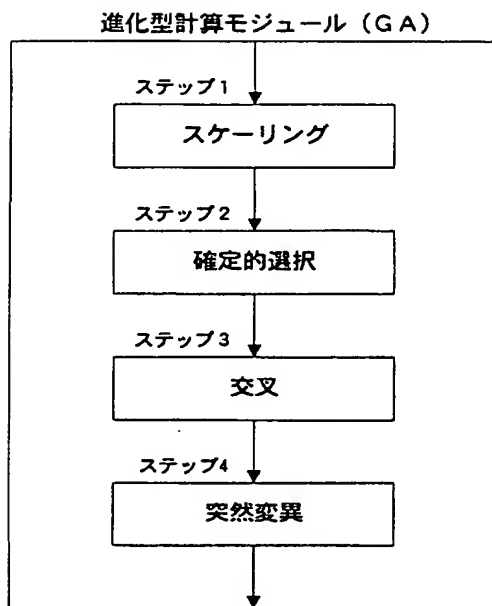 進化型計算モジュール（ＧＡ）
ステップ1
スケーリング
ステップ2
確定的選択
ステップ3
交叉
ステップ4
突然変異